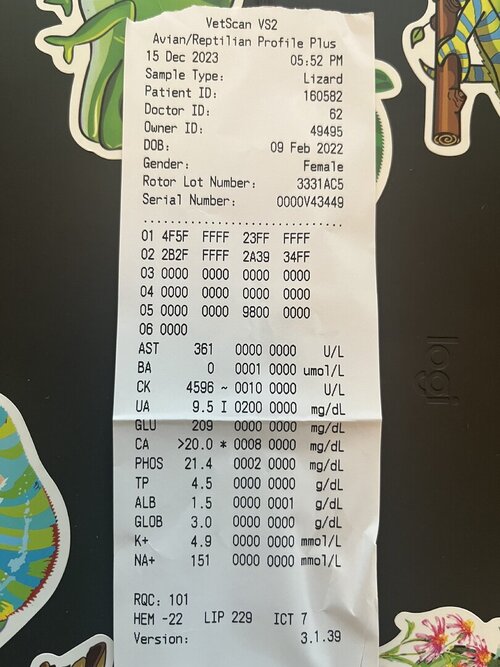 VetScan VS2
Avian/Reptilian Profile Plus
15 Dec 2023 05:52 PM
Sample Type: Lizard
Patient ID: 160582
Doctor ID: 62
Owner ID: 49495
DOB: 09 Feb 2022
Gender: Female
Rotor Lot Number: 3331AC5
Serial Number: 0000V43449
01 4F5F FFFF 23FF FFFF
02 2B2F FFFF 2A39 34FF
03 0000 0000 0000 0000
04 0000 0000 0000 0000
05 0000 0000 9800 0000
06 0000
AST 361 0000 0000 U/L
BA 0 0001 0000 umol/L
CK 4596 ~ 0010 0000 U/L
UA 9.5 I 0200 0000 mg/dL
GLU 209 0000 0000 mg/dL
CA >20.0 * 0008 0000 mg/dL
PHOS 21.4 0002 0000 mg/dL
TP 4.5 0000 0000 g/dL
ALB 1.5 0000 0001 g/dL
GLOB 3.0 0000 0000 g/dL
K+ 4.9 0000 0000 mmol/L
NA+ 151 0000 0000 mmol/L
RQC: 101
HEM -22 LIP 229 ICT 7
Version: 3.1.39
logi